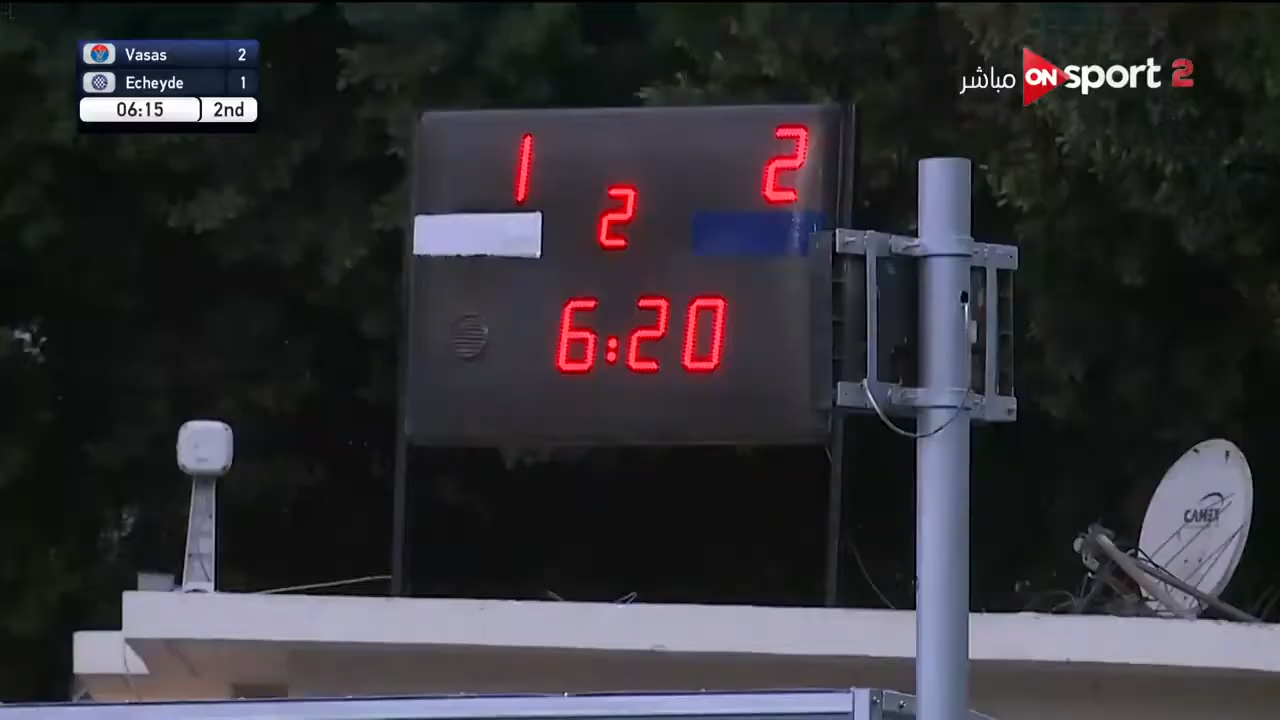 Vasas 2
Echeyde 1
06:15 2nd
مباشر ON sport 2
1 2
2
6:20
CAMEX